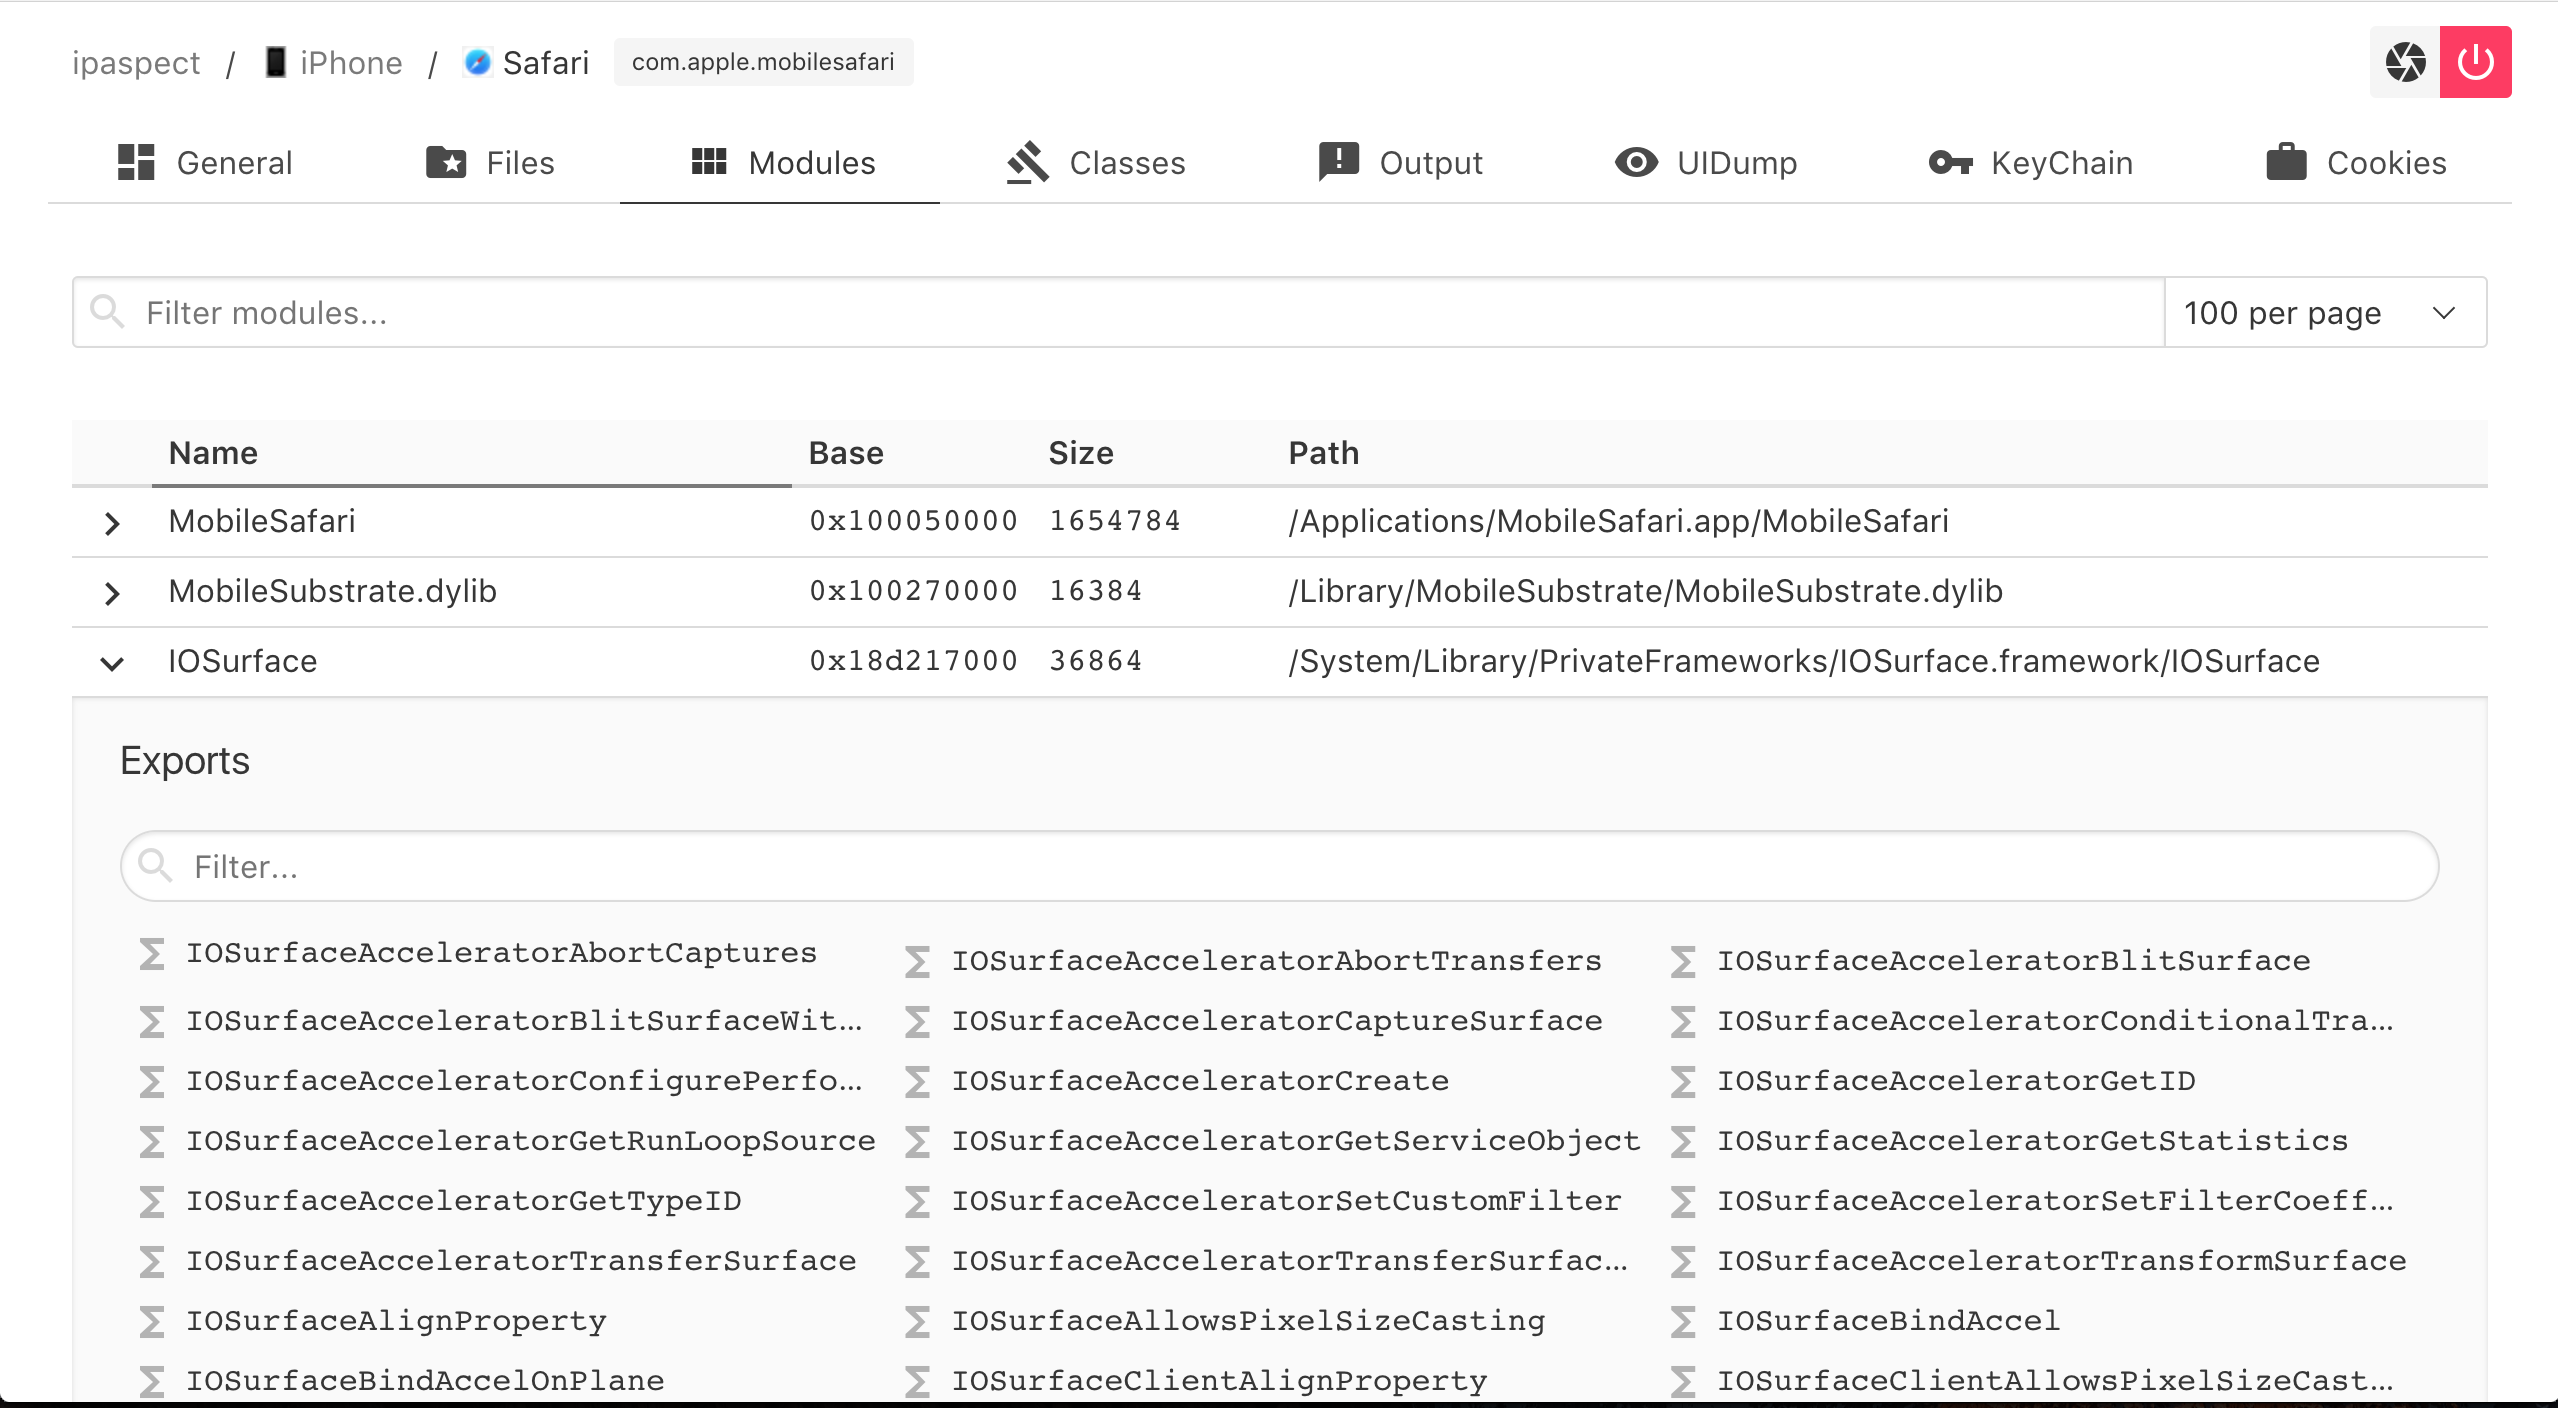 ipaspect / iPhone / Safari com.apple.mobilesafari
General Files Modules Classes Output UIDump KeyChain Cookies
Filter modules... 100 per page
Name Base Size Path
MobileSafari 0x100050000 1654784 /Applications/MobileSafari.app/MobileSafari
MobileSubstrate.dylib 0x100270000 16384 /Library/MobileSubstrate/MobileSubstrate.dylib
IOSurface 0x18d217000 36864 /System/Library/PrivateFrameworks/IOSurface.framework/IOSurface
Exports
Filter...
IOSurfaceAcceleratorAbortCaptures IOSurfaceAcceleratorAbortTransfers IOSurfaceAcceleratorBlitSurface
IOSurfaceAcceleratorBlitSurfaceWit... IOSurfaceAcceleratorCaptureSurface IOSurfaceAcceleratorConditionalTra...
IOSurfaceAcceleratorConfigurePerfo... IOSurfaceAcceleratorCreate IOSurfaceAcceleratorGetID
IOSurfaceAcceleratorGetRunLoopSource IOSurfaceAcceleratorGetServiceObject IOSurfaceAcceleratorGetStatistics
IOSurfaceAcceleratorGetTypeID IOSurfaceAcceleratorSetCustomFilter IOSurfaceAcceleratorSetFilterCoeff...
IOSurfaceAcceleratorTransferSurface IOSurfaceAcceleratorTransferSurfac... IOSurfaceAcceleratorTransformSurface
IOSurfaceAlignProperty IOSurfaceAllowsPixelSizeCasting IOSurfaceBindAccel
IOSurfaceBindAccelOnPlane IOSurfaceClientAlignProperty IOSurfaceClientAllowsPixelSizeCast...